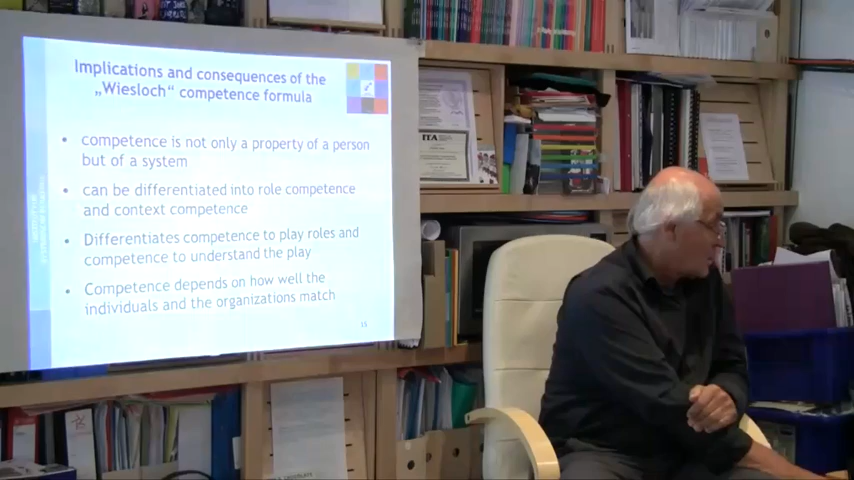 Implications and consequences of the
„Wiesloch“ competence formula
• competence is not only a property of a person
but of a system
• can be differentiated into role competence
and context competence
• Differentiates competence to play roles and
competence to understand the play
• Competence depends on how well the
individuals and the organizations match
15
ITA